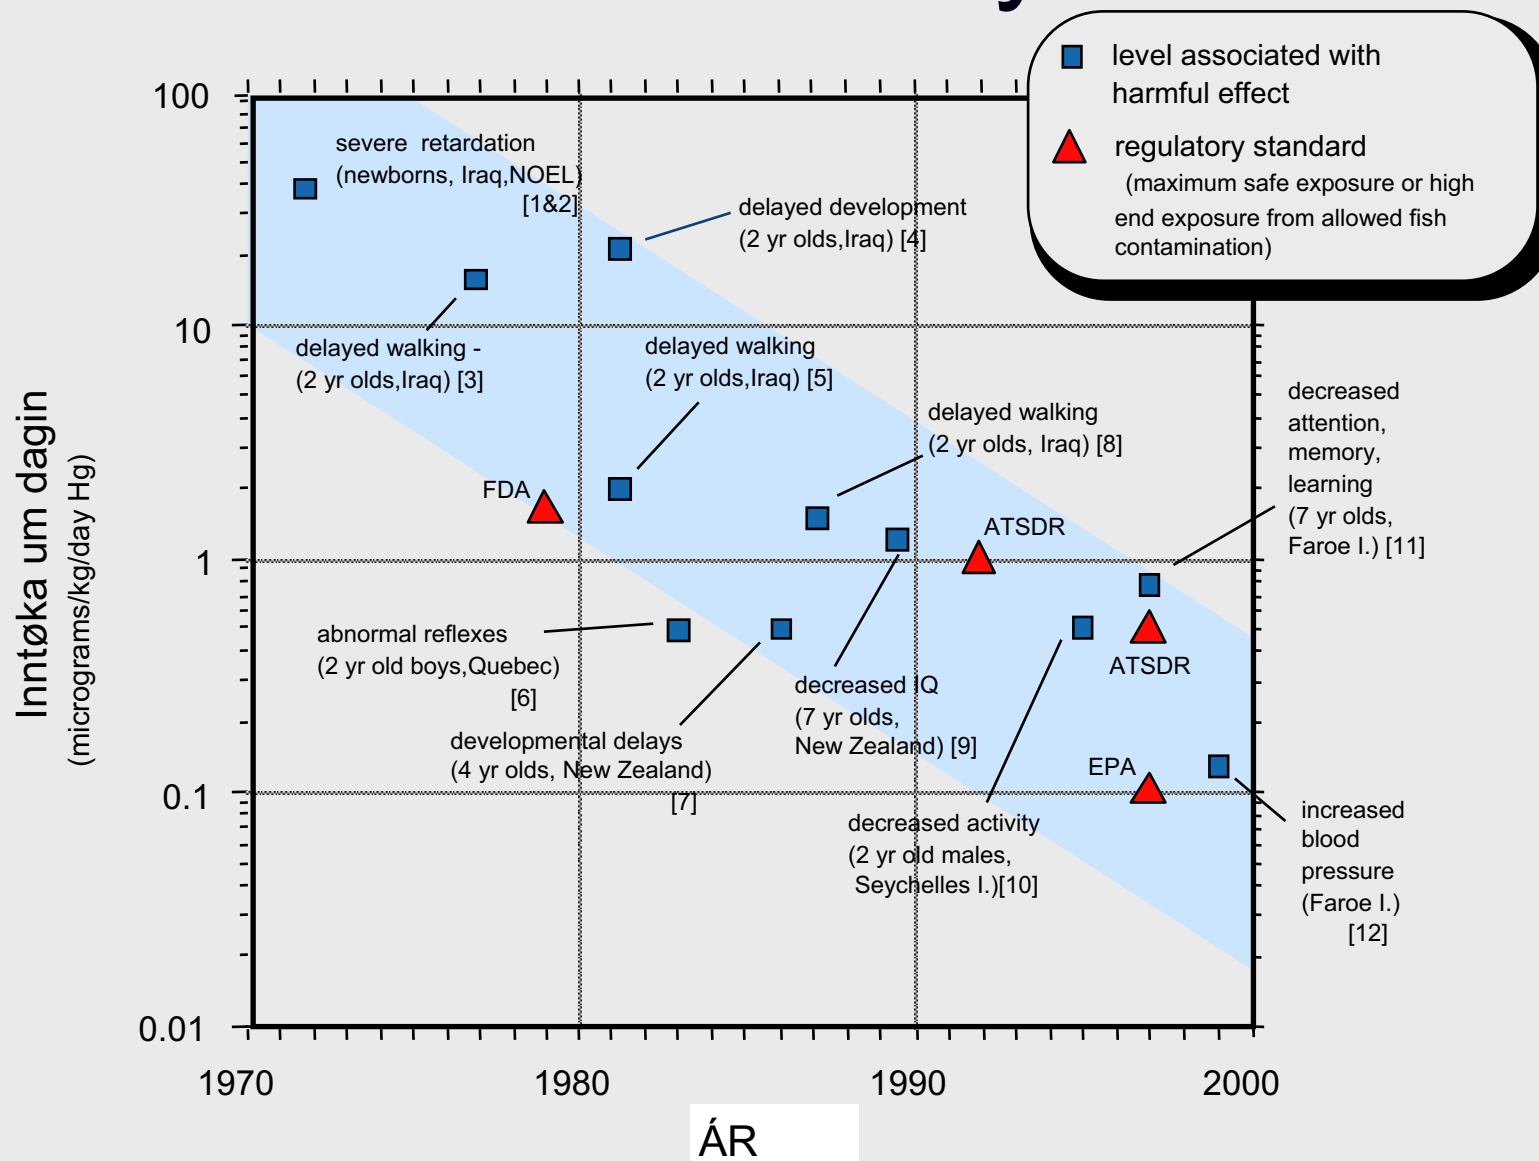 y
level associated with
harmful effect
regulatory standard
(maximum safe exposure or high
end exposure from allowed fish
contamination)
100
10
1
0.1
0.01
Inntøka um dagin
(micrograms/kg/day Hg)
severe retardation
(newborns, Iraq,NOEL)
[1&2]
delayed development
(2 yr olds,Iraq) [4]
delayed walking -
(2 yr olds,Iraq) [3]
delayed walking
(2 yr olds,Iraq) [5]
delayed walking
(2 yr olds, Iraq) [8]
decreased
attention,
memory,
learning
(7 yr olds,
Faroe I.) [11]
FDA
ATSDR
abnormal reflexes
(2 yr old boys,Quebec)
[6]
ATSDR
decreased IQ
(7 yr olds,
New Zealand) [9]
developmental delays
(4 yr olds, New Zealand)
[7]
EPA
decreased activity
(2 yr old males,
Seychelles I.)[10]
increased
blood
pressure
(Faroe I.)
[12]
1970
1980
1990
2000
ÁR